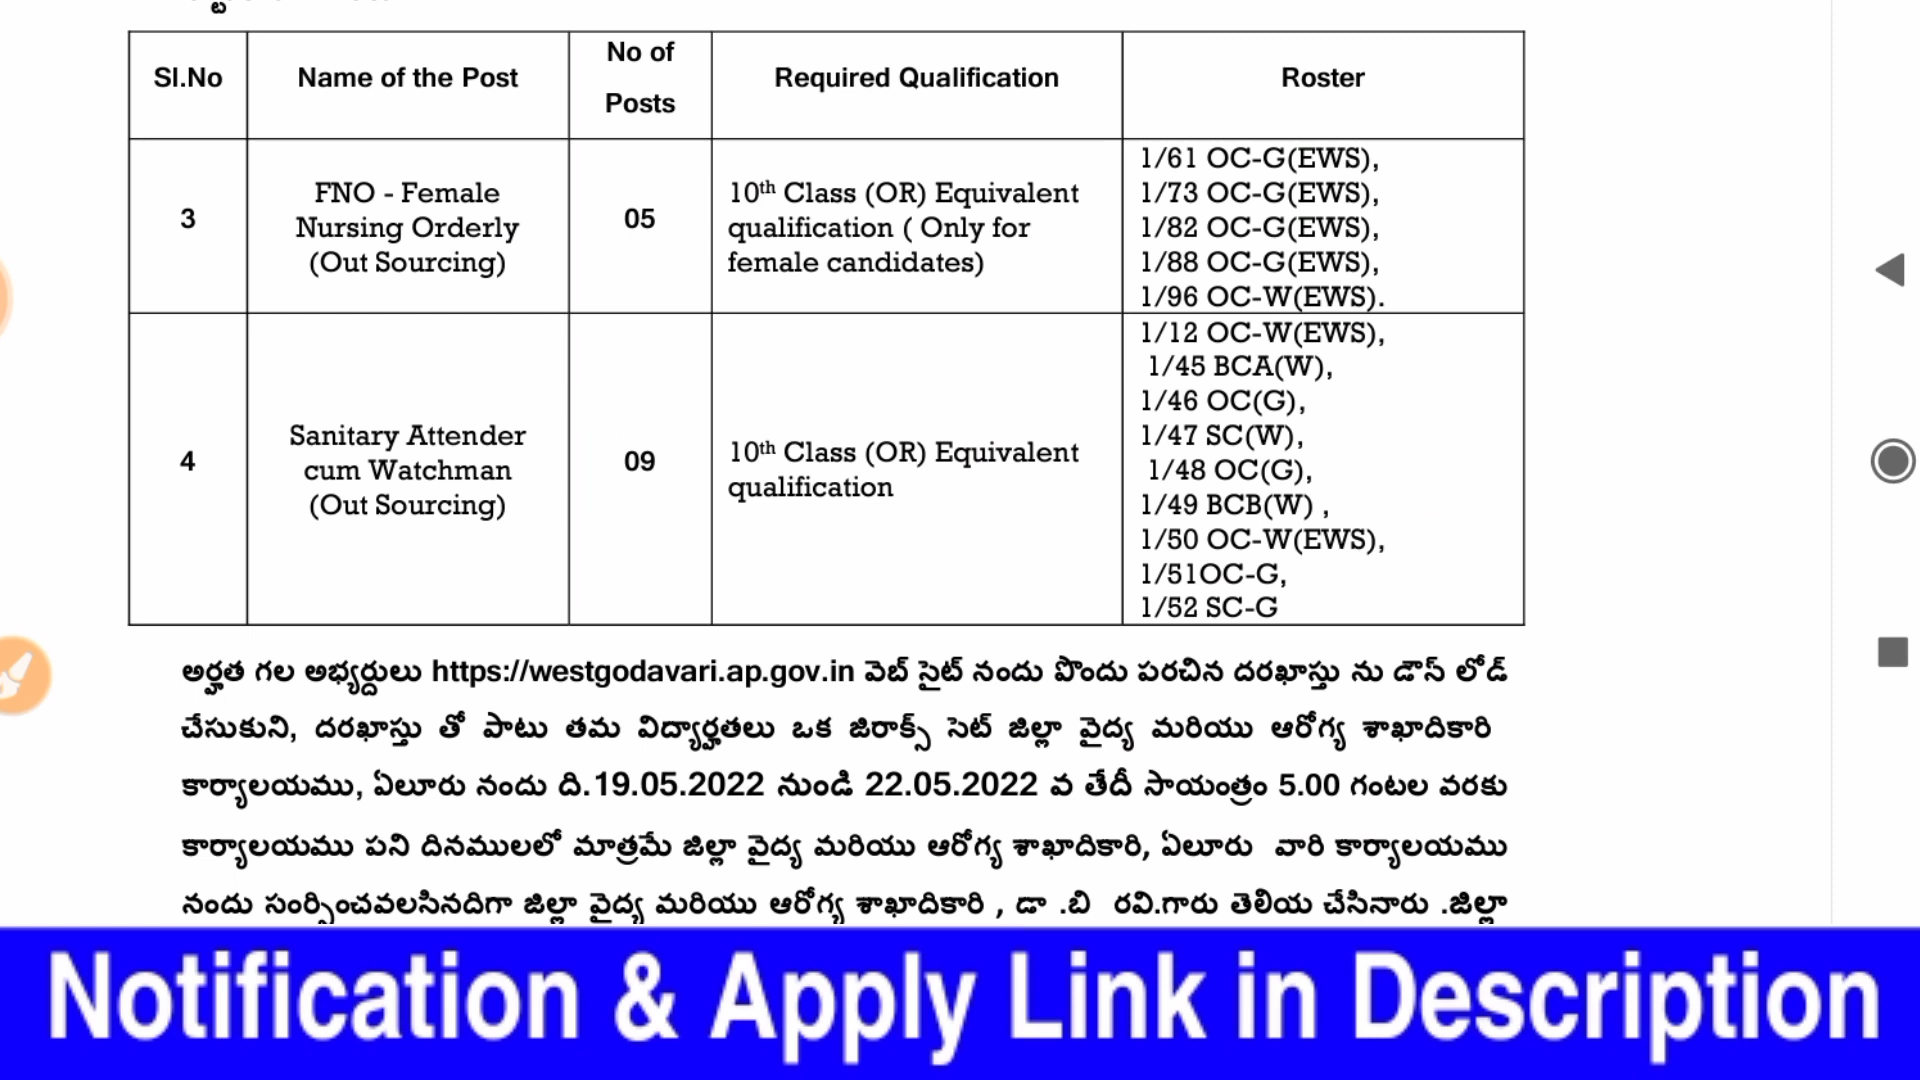 Sl.No Name of the Post No of Posts Required Qualification Roster
3
FNO - Female
Nursing Orderly
(Out Sourcing)
05
10th Class (OR) Equivalent
qualification ( Only for
female candidates)
1/61 OC-G(EWS),
1/73 OC-G(EWS),
1/82 OC-G(EWS),
1/88 OC-G(EWS),
1/96 OC-W(EWS).
4
Sanitary Attender
cum Watchman
(Out Sourcing)
09
10th Class (OR) Equivalent
qualification
1/12 OC-W(EWS),
1/45 BCA(W),
1/46 OC(G),
1/47 SC(W),
1/48 OC(G),
1/49 BCB(W) ,
1/50 OC-W(EWS),
1/51OC-G,
1/52 SC-G
అర్హత గల అభ్యర్దులు https://westgodavari.ap.gov.in వెబ్ సైట్ నందు పొందు పరచిన దరఖాస్తు ను డౌన్ లోడ్
చేసుకుని, దరఖాస్తు తో పాటు తమ విద్యార్హతలు ఒక జిరాక్స్ సెట్ జిల్లా వైద్య మరియు ఆరోగ్య శాఖాదికారి
కార్యాలయము, ఏలూరు నందు ది.19.05.2022 నుండి 22.05.2022 వ తేదీ సాయంత్రం 5.00 గంటల వరకు
కార్యాలయము పని దినములలో మాత్రమే జిల్లా వైద్య మరియు ఆరోగ్య శాఖాదికారి, ఏలూరు వారి కార్యాలయము
నందు సంర్పించవలసినదిగా జిల్లా వైద్య మరియు ఆరోగ్య శాఖాదికారి , డా .బి రవి.గారు తెలియ చేసినారు .జిల్లా
Notification & Apply Link in Description